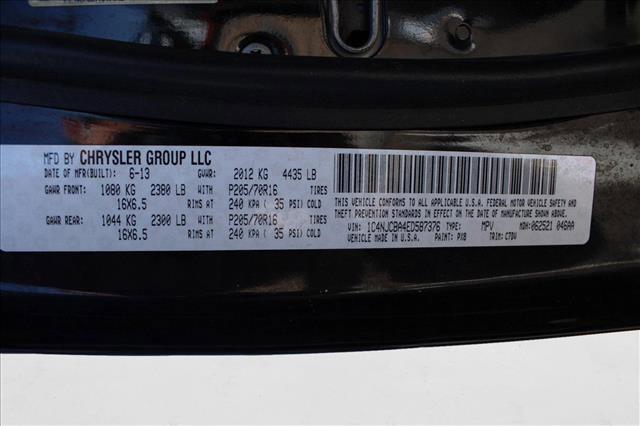 MFD BY CHRYSLER GROUP LLC
DATE OF MFR(BUILT): 6-13 GVWR: 2012 KG 4435 LB
GAWR FRONT: 1080 KG 2380 LB WITH P205/70R16 TIRES
16X6.5 RIMS AT 240 KPA ( 35 PSI) COLD
GAWR REAR: 1044 KG 2300 LB WITH P205/70R16 TIRES
16X6.5 RIMS AT 240 KPA ( 35 PSI) COLD
THIS VEHICLE CONFORMS TO ALL APPLICABLE
U.S.A. FEDERAL MOTOR VEHICLE SAFETY AND
THEFT PREVENTION STANDARDS IN EFFECT ON THE
DATE OF MANUFACTURE SHOWN ABOVE.
VIN: 1C4NJCBA4ED587376 TYPE: MPV MDH: 062521 046AA
VEHICLE MADE IN U.S.A. PAINT: PX8 TRIM: C7DV